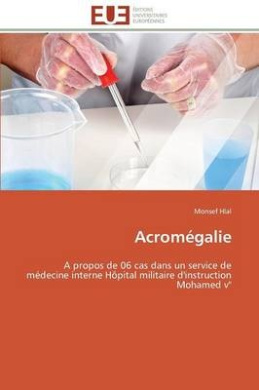 EUE
ÉDITIONS
UNIVERSITAIRES
EUROPÉENNES
Monsef Hlal
Acromégalie
A propos de 06 cas dans un service de
médecine interne Hôpital militaire d'instruction
Mohamed v"